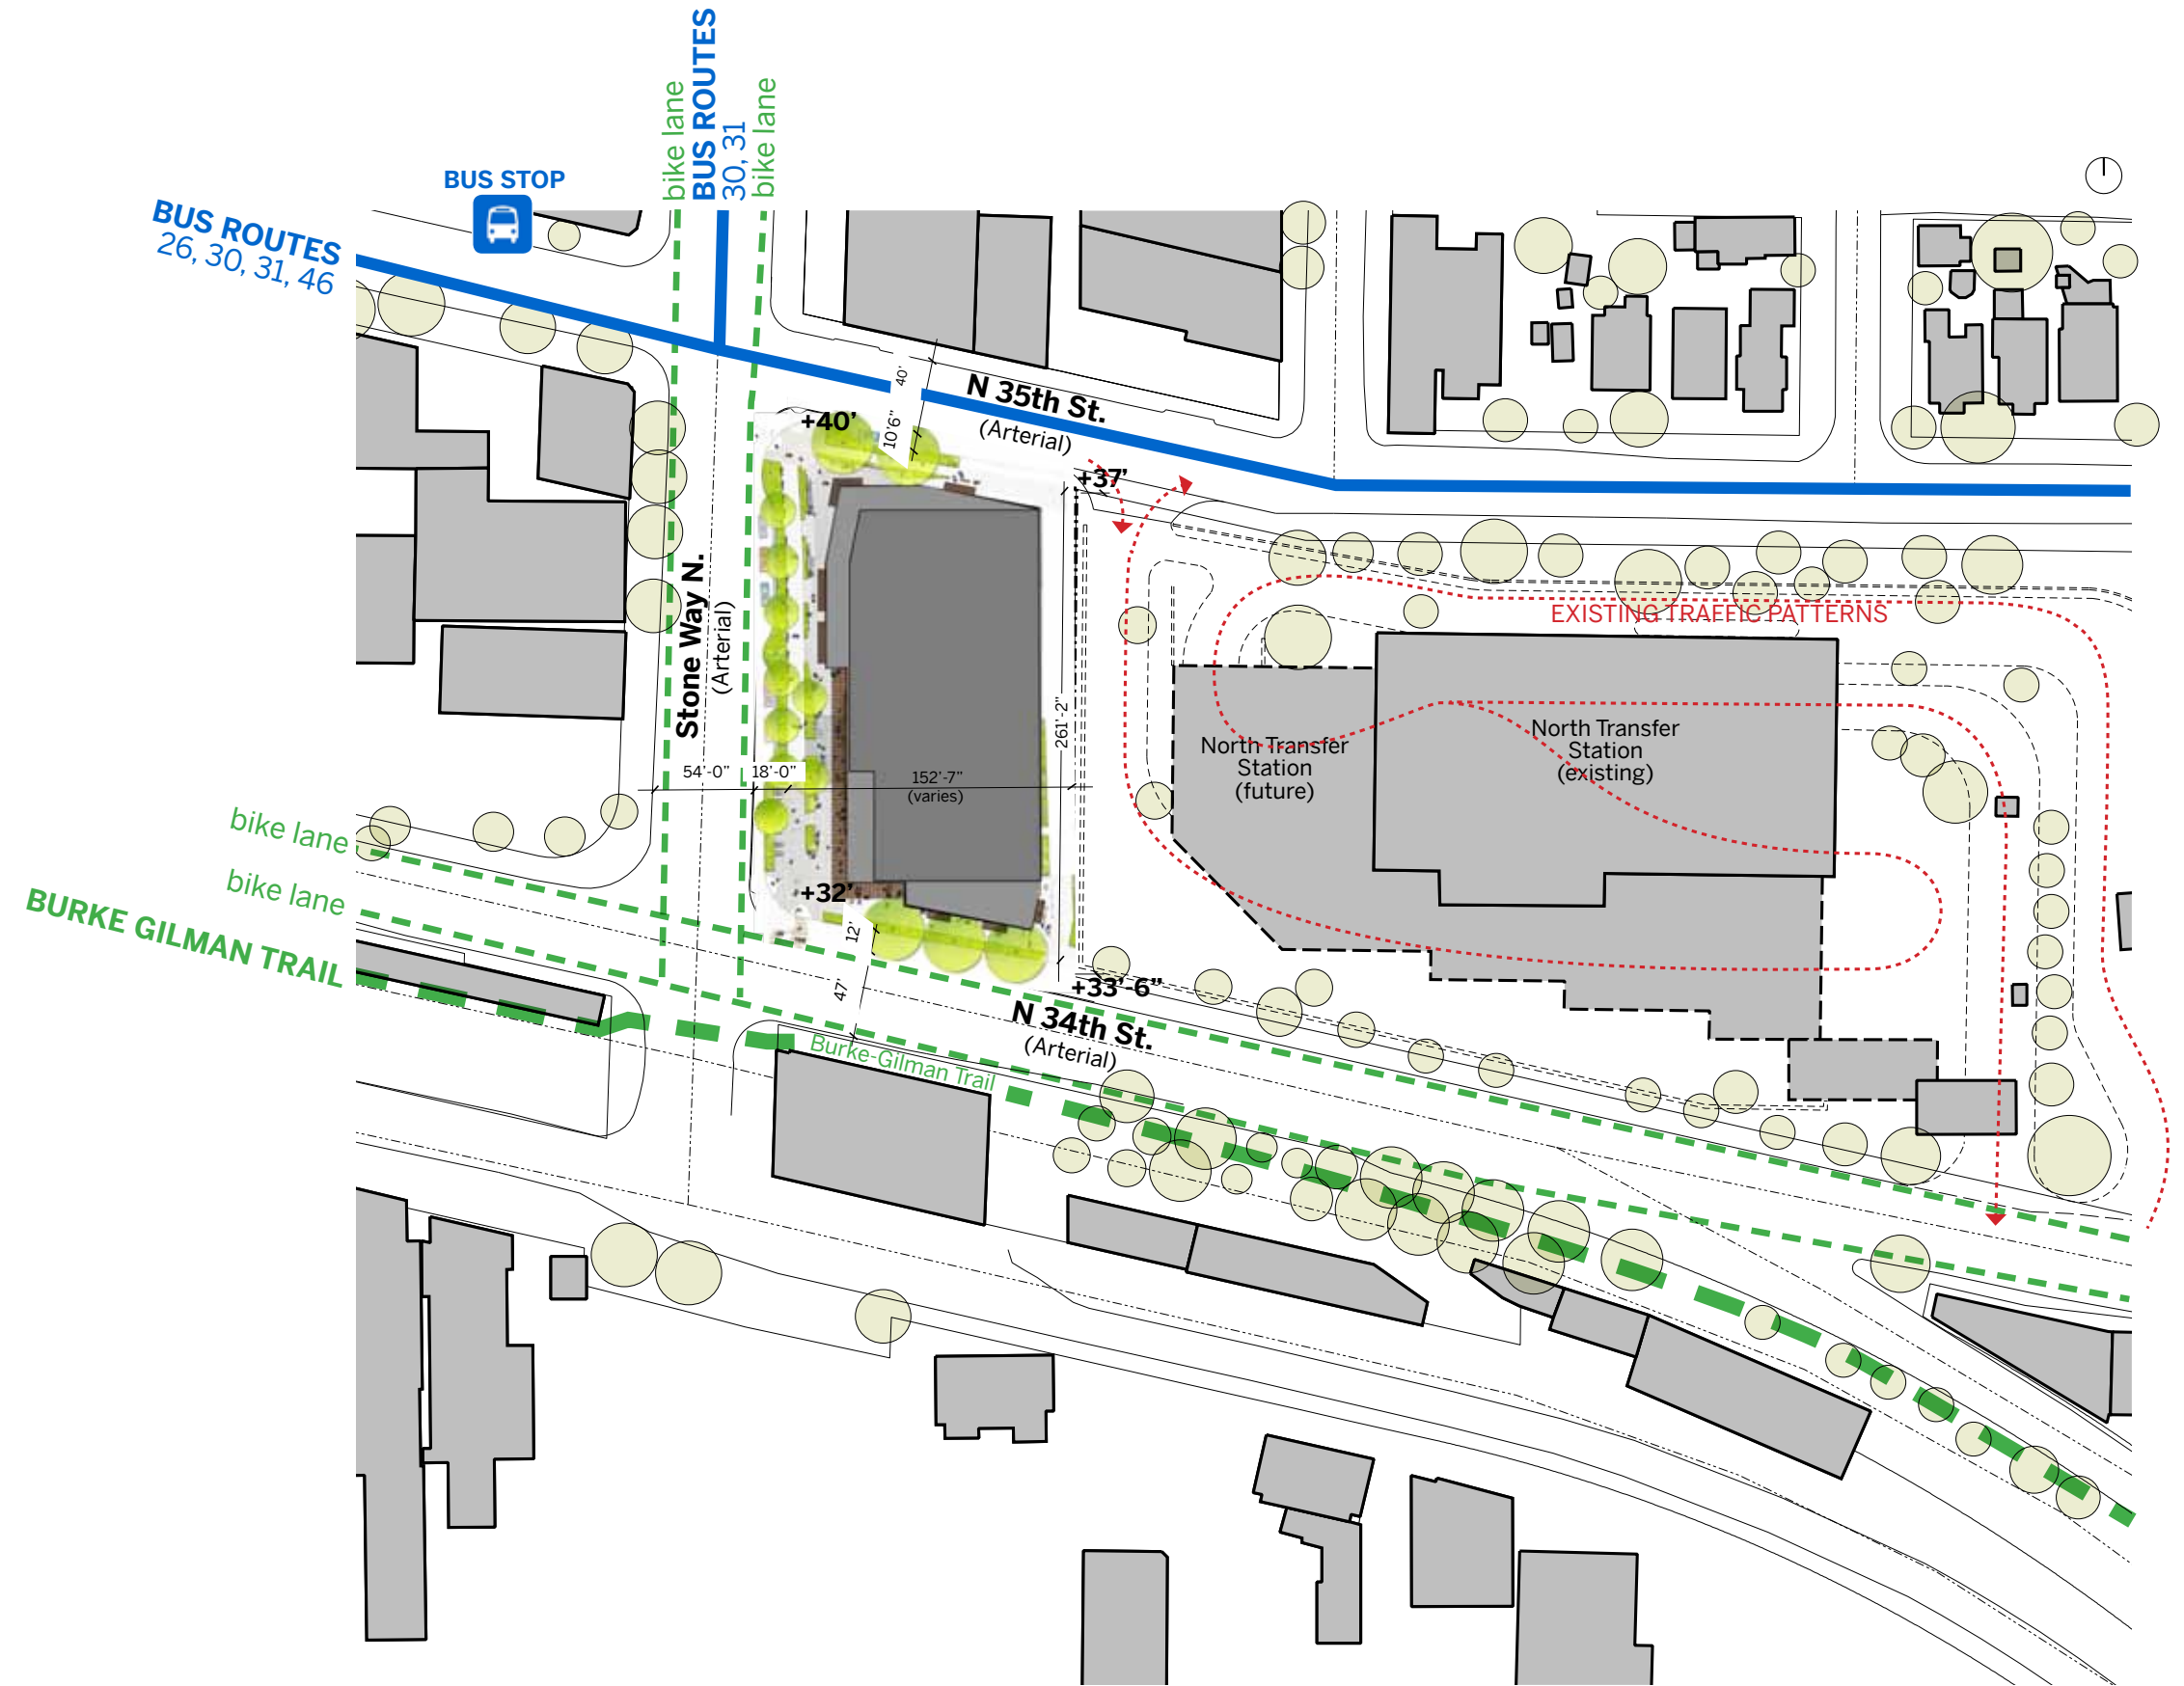 bike lane
BUS ROUTES
30, 31
bike lane
BUS STOP
BUS ROUTES
26, 30, 31, 46
40'
N 35th St.
(Arterial)
+40'
10'6"
+37'
EXISTING TRAFFIC PATTERNS
Stone Way N.
(Arterial)
261'-2"
North Transfer
Station
(future)
North Transfer
Station
(existing)
54'-0"
18'-0"
152'-7"
(varies)
bike lane
bike lane
BURKE GILMAN TRAIL
+32'
12'
47'
+33'-6"
N 34th St.
(Arterial)
Burke-Gilman Trail